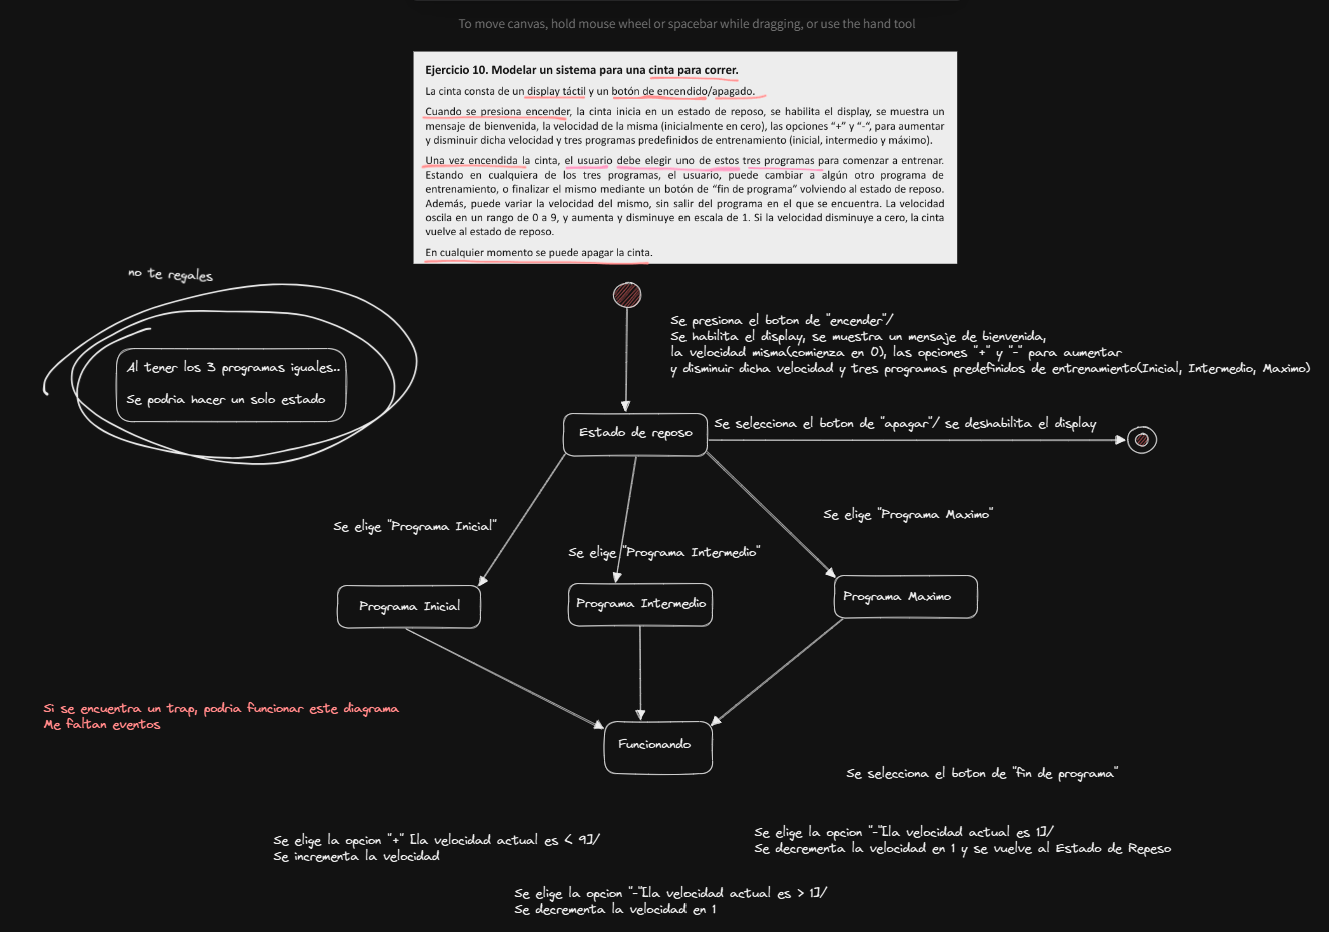 To move canvas, hold mouse wheel or spacebar while dragging, or use the hand tool
Ejercicio 10. Modelar un sistema para una cinta para correr.
La cinta consta de un display táctil y un botón de encendido/apagado.
Cuando se presiona encender, la cinta inicia en un estado de reposo, se habilita el display, se muestra un
mensaje de bienvenida, la velocidad de la misma (inicialmente en cero), las opciones “+” y “-“, para aumentar
y disminuir dicha velocidad y tres programas predefinidos de entrenamiento (inicial, intermedio y máximo).
Una vez encendida la cinta, el usuario debe elegir uno de estos tres programas para comenzar a entrenar.
Estando en cualquiera de los tres programas, el usuario, puede cambiar a algún otro programa de
entrenamiento, o finalizar el mismo mediante un botón de “fin de programa” volviendo al estado de reposo.
Además, puede variar la velocidad del mismo, sin salir del programa en el que se encuentra. La velocidad
oscila en un rango de 0 a 9, y aumenta y disminuye en escala de 1. Si la velocidad disminuye a cero, la cinta
vuelve al estado de reposo.
En cualquier momento se puede apagar la cinta.
no te regales
Al tener los 3 programas iguales..
Se podria hacer un solo estado
Se presiona el boton de "encender"/
Se habilita el display, se muestra un mensaje de bienvenida,
la velocidad misma(comienza en 0), las opciones "+" y "-" para aumentar
y disminuir dicha velocidad y tres programas predefinidos de entrenamiento(Inicial, Intermedio, Maximo)
Estado de reposo
Se selecciona el boton de "apagar"/ se deshabilita el display
Se elige "Programa Inicial"
Se elige "Programa Intermedio"
Se elige "Programa Maximo"
Programa Inicial
Programa Intermedio
Programa Maximo
Si se encuentra un trap, podria funcionar este diagrama
Me faltan eventos
Funcionando
Se selecciona el boton de "fin de programa"
Se elige la opcion "+" [la velocidad actual es < 9]/
Se incrementa la velocidad
Se elige la opcion "-"[la velocidad actual es 1]/
Se decrementa la velocidad en 1 y se vuelve al Estado de Repeso
Se elige la opcion "-"[la velocidad actual es > 1]/
Se decrementa la velocidad en 1